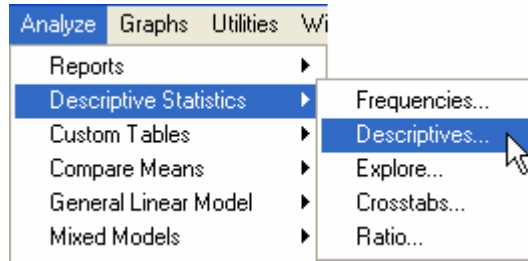 Analyze Graphs Utilities
Reports
Descriptive Statistics
Custom Tables
Compare Means
General Linear Model
Mixed Models
Frequencies...
Descriptives...
Explore...
Crosstabs...
Ratio...